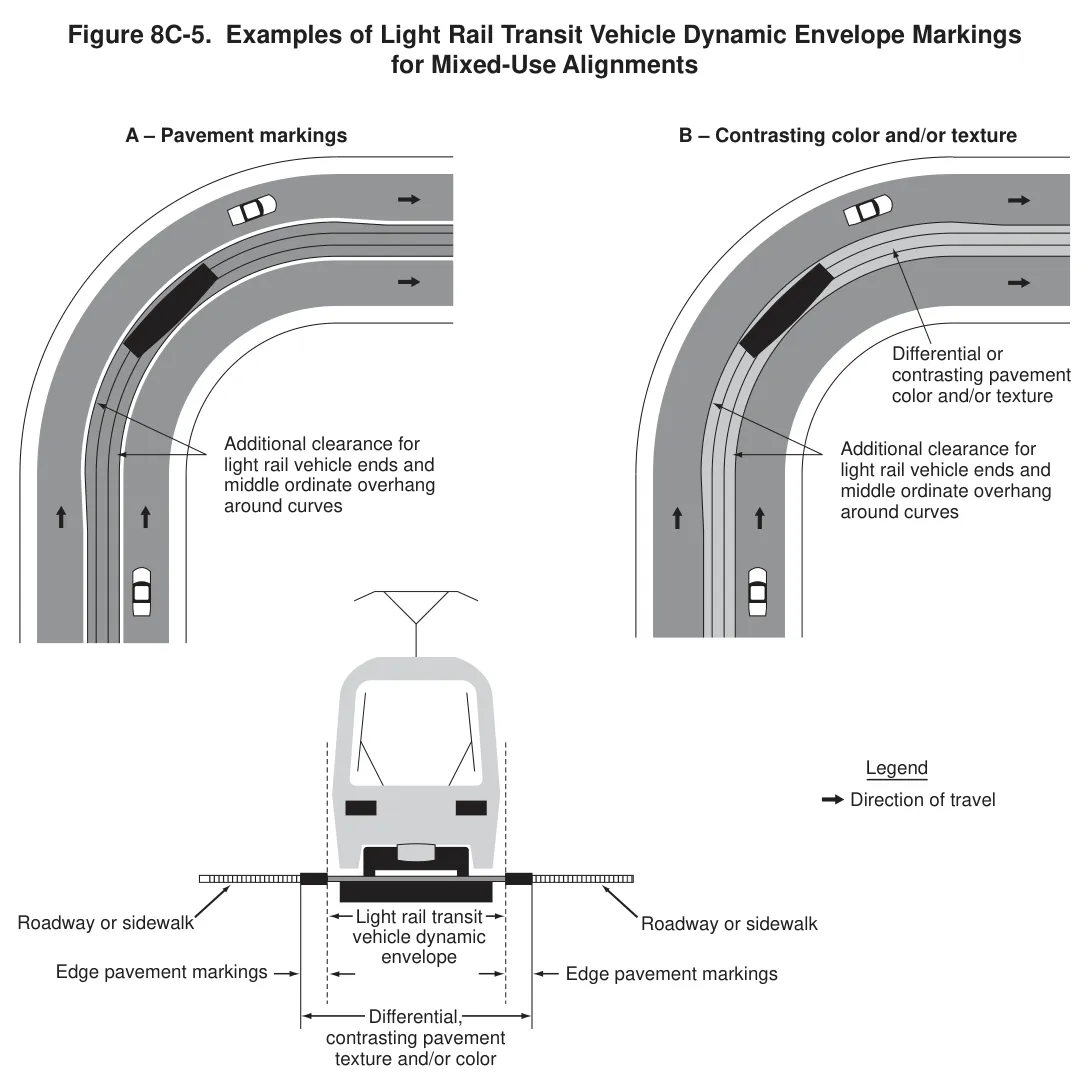 Figure 8C-5.  Examples of Light Rail Transit Vehicle Dynamic Envelope Markings
for Mixed-Use Alignments
A – Pavement markings
B – Contrasting color and/or texture
Differential or
contrasting pavement
color and/or texture
Additional clearance for
light rail vehicle ends and
middle ordinate overhang
around curves
Additional clearance for
light rail vehicle ends and
middle ordinate overhang
around curves
Legend
Direction of travel
Roadway or sidewalk
Light rail transit
vehicle dynamic
envelope
Roadway or sidewalk
Edge pavement markings
Edge pavement markings
Differential,
contrasting pavement
texture and/or color